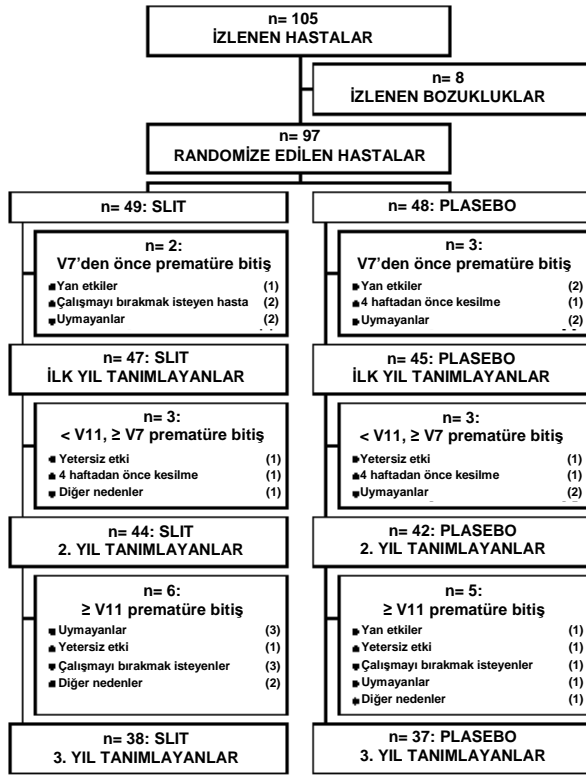 n= 105
İZLENEN HASTALAR
n= 8
İZLENEN BOZUKLUKLAR
n= 97
RANDOMIZE EDİLEN HASTALAR
n= 49: SLIT
n= 2:
V7'den önce prematüre bitiş
Yan etkiler (1)
Çalışmayı bırakmak isteyen hasta (2)
Uymayanlar (2)
n= 47: SLIT
İLK YIL TANIMLAYANLAR
n= 3:
< V11, ≥ V7 prematüre bitiş
Yetersiz etki (1)
4 haftadan önce kesilme (1)
Diğer nedenler (1)
n= 44: SLIT
2. YIL TANIMLAYANLAR
n= 6:
≥ V11 prematüre bitiş
Uymayanlar (3)
Yetersiz etki (1)
Çalışmayı bırakmak isteyenler (3)
Diğer nedenler (2)
n= 38: SLIT
3. YIL TANIMLAYANLAR
n= 48: PLASEBO
n= 3:
V7'den önce prematüre bitiş
Yan etkiler (2)
4 haftadan önce kesilme (1)
Uymayanlar (2)
n= 45: PLASEBO
İLK YIL TANIMLAYANLAR
n= 3:
< V11, ≥ V7 prematüre bitiş
Yetersiz etki (1)
4 haftadan önce kesilme (1)
Uymayanlar (2)
n= 42: PLASEBO
2. YIL TANIMLAYANLAR
n= 5:
≥ V11 prematüre bitiş
Yan etkiler (1)
Yetersiz etki (1)
Çalışmayı bırakmak isteyenler (1)
Uymayanlar (1)
Diğer nedenler (1)
n= 37: PLASEBO
3. YIL TANIMLAYANLAR